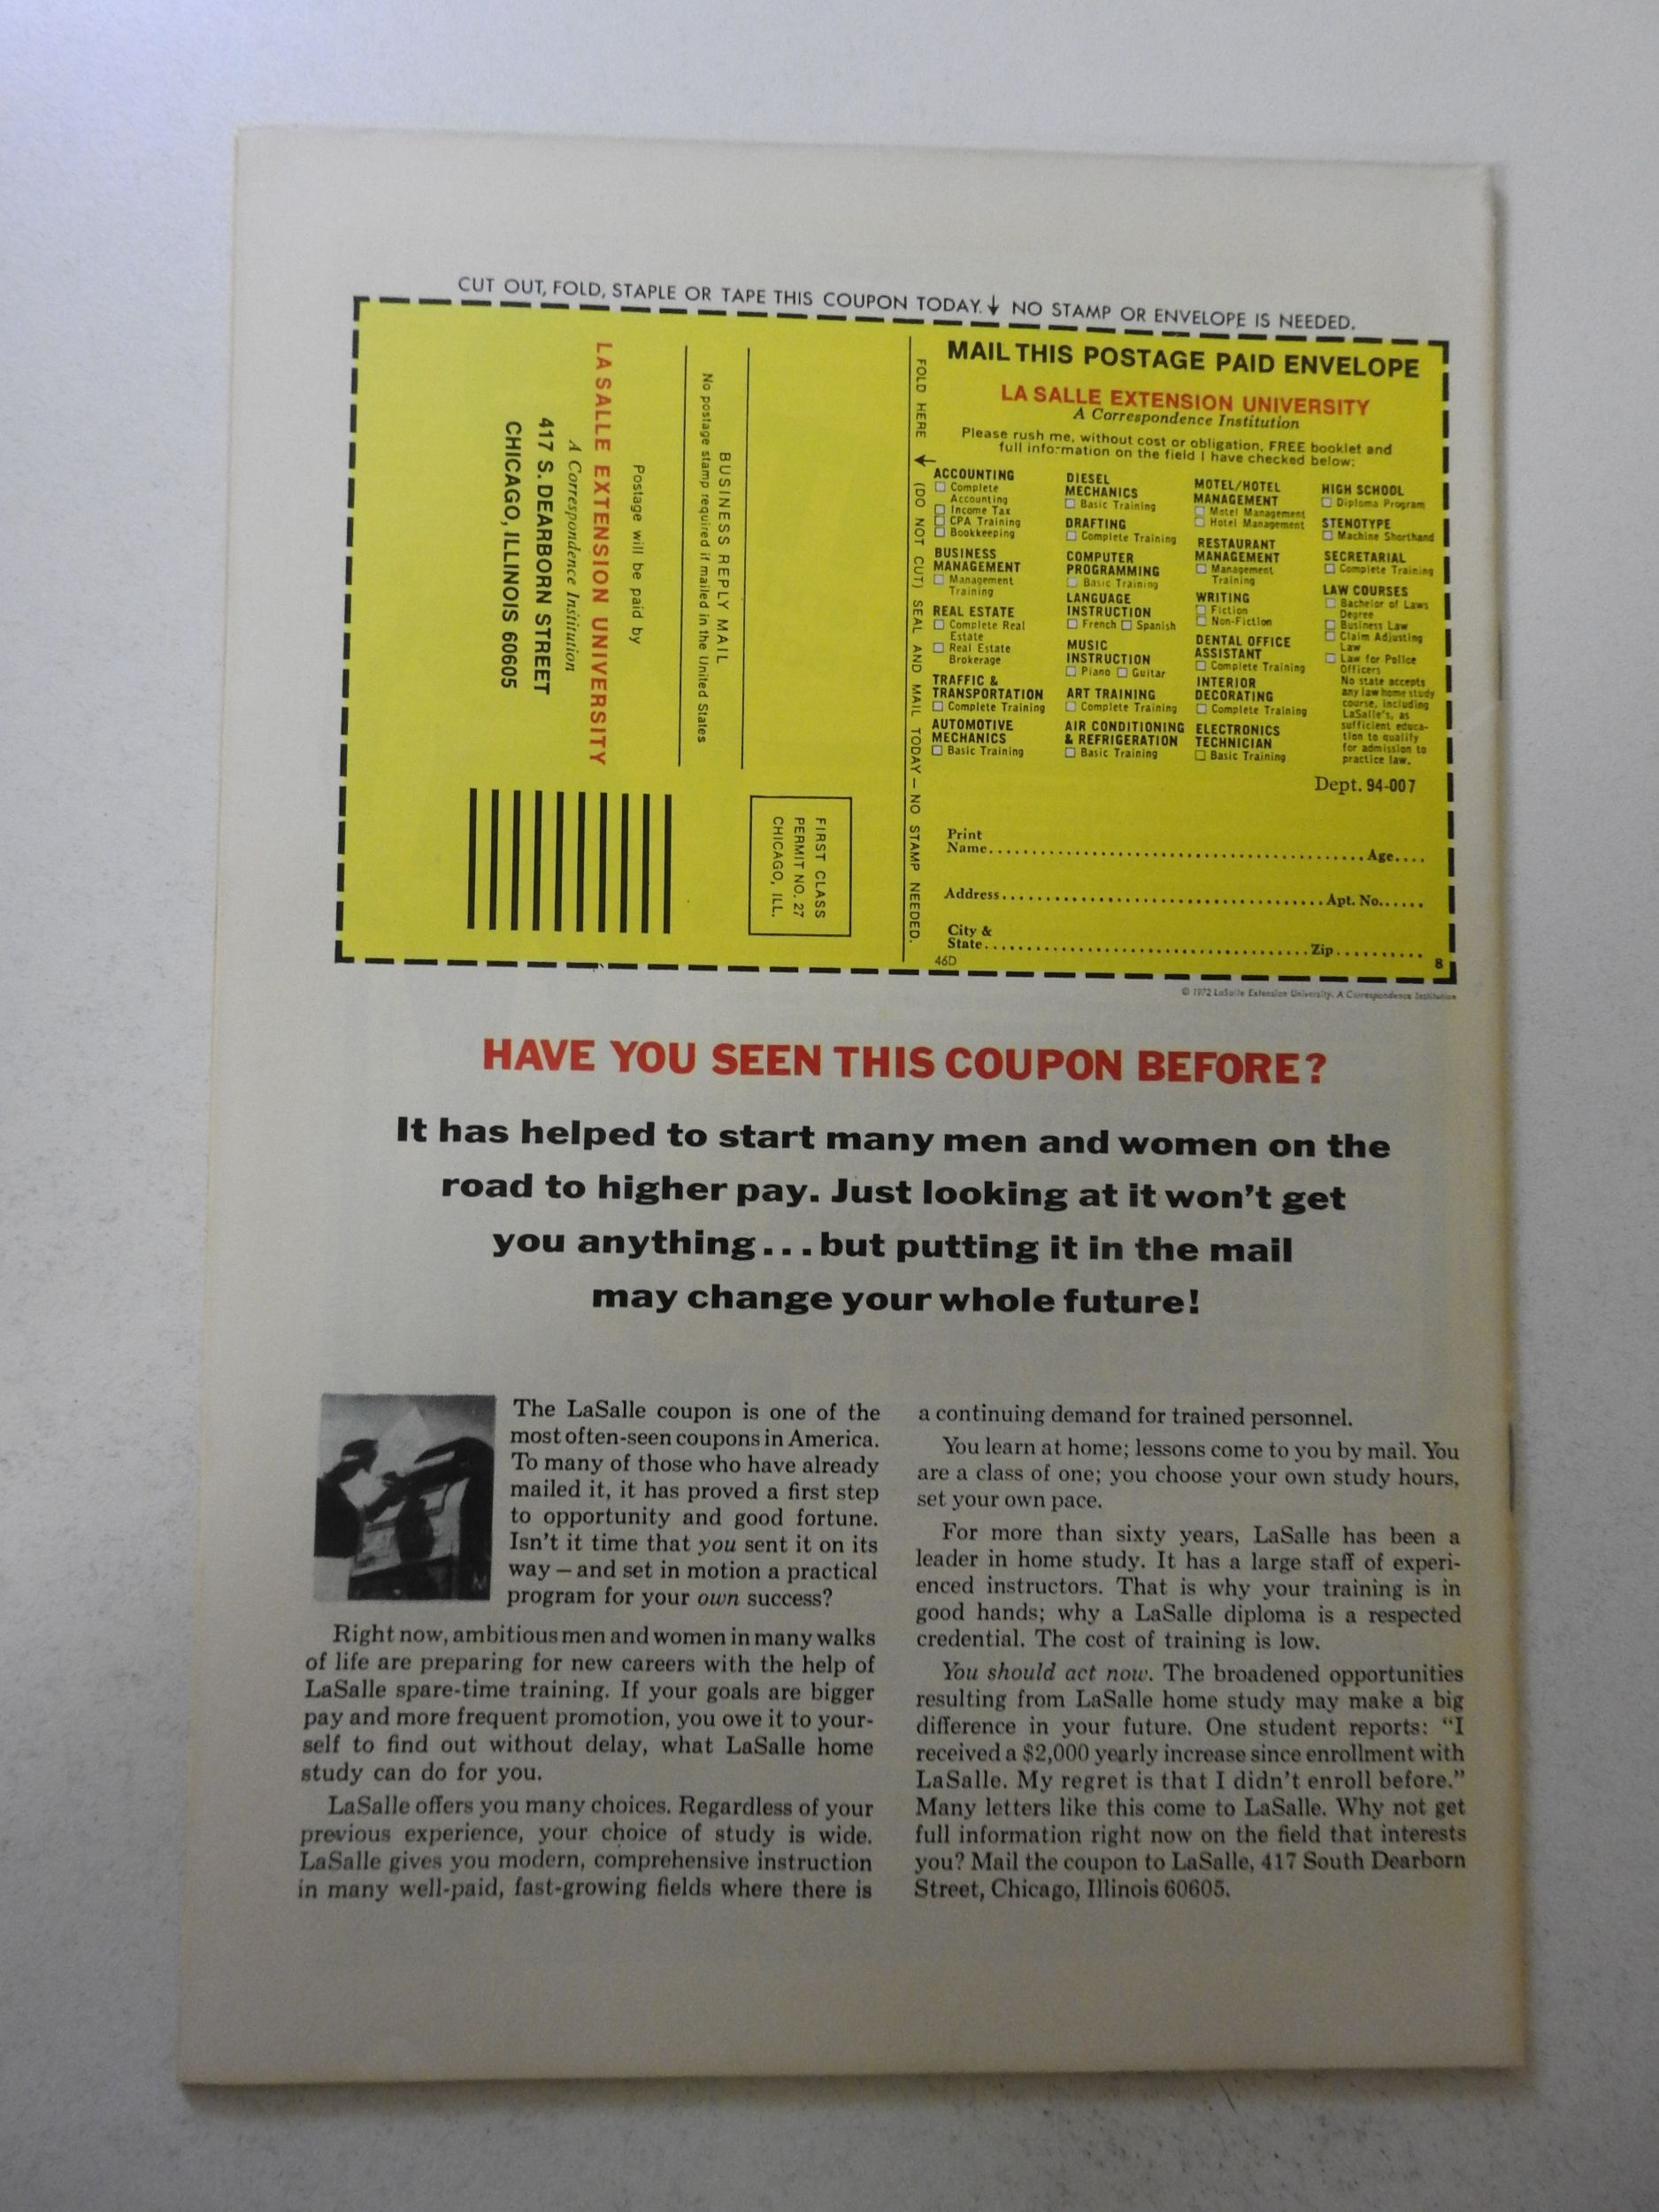 CUT OUT, FOLD, STAPLE OR TAPE THIS COUPON TODAY.↓ NO STAMP OR ENVELOPE IS NEEDED.
FIRST CLASS
PERMIT NO. 27
CHICAGO, ILL.
BUSINESS REPLY MAIL
No postage stamp required if mailed in the United States
Postage will be paid by
LA SALLE EXTENSION UNIVERSITY
A Correspondence Institution
417 S. DEARBORN STREET
CHICAGO, ILLINOIS 60605
FOLD HERE → (DO NOT CUT) SEAL AND MAIL TODAY — NO STAMP NEEDED.
MAIL THIS POSTAGE PAID ENVELOPE
LA SALLE EXTENSION UNIVERSITY
A Correspondence Institution
Please rush me, without cost or obligation, FREE booklet and
full information on the field I have checked below:
ACCOUNTING
☐ Complete
Accounting
☐ Income Tax
☐ CPA Training
☐ Bookkeeping
BUSINESS
MANAGEMENT
☐ Management
Training
REAL ESTATE
☐ Complete Real
Estate
☐ Real Estate
Brokerage
TRAFFIC &
TRANSPORTATION
☐ Complete Training
AUTOMOTIVE
MECHANICS
☐ Basic Training
DIESEL
MECHANICS
☐ Basic Training
DRAFTING
☐ Complete Training
COMPUTER
PROGRAMMING
☐ Basic Training
LANGUAGE
INSTRUCTION
☐ French ☐ Spanish
MUSIC
INSTRUCTION
☐ Piano ☐ Guitar
ART TRAINING
☐ Complete Training
AIR CONDITIONING
& REFRIGERATION
☐ Basic Training
MOTEL/HOTEL
MANAGEMENT
☐ Motel Management
☐ Hotel Management
RESTAURANT
MANAGEMENT
☐ Management
Training
WRITING
☐ Fiction
☐ Non-Fiction
DENTAL OFFICE
ASSISTANT
☐ Complete Training
INTERIOR
DECORATING
☐ Complete Training
ELECTRONICS
TECHNICIAN
☐ Basic Training
HIGH SCHOOL
☐ Diploma Program
STENOTYPE
☐ Machine Shorthand
SECRETARIAL
☐ Complete Training
LAW COURSES
☐ Bachelor of Laws
Degree
☐ Business Law
☐ Claim Adjusting
Law
☐ Law for Police
Officers
No state accepts
any law home study
course, including
LaSalle's, as
sufficient educa-
tion to qualify
for admission to
practice law.
Dept. 94-007
Print
Name.......... Age....
Address.......... Apt. No......
City &
State.......... Zip..........
46D 8
© 1972 LaSalle Extension University. A Correspondence Institution
HAVE YOU SEEN THIS COUPON BEFORE?
It has helped to start many men and women on the
road to higher pay. Just looking at it won't get
you anything...but putting it in the mail
may change your whole future!
The LaSalle coupon is one of the
most often-seen coupons in America.
To many of those who have already
mailed it, it has proved a first step
to opportunity and good fortune.
Isn't it time that you sent it on its
way — and set in motion a practical
program for your own success?
Right now, ambitious men and women in many walks
of life are preparing for new careers with the help of
LaSalle spare-time training. If your goals are bigger
pay and more frequent promotion, you owe it to your-
self to find out without delay, what LaSalle home
study can do for you.
LaSalle offers you many choices. Regardless of your
previous experience, your choice of study is wide.
LaSalle gives you modern, comprehensive instruction
in many well-paid, fast-growing fields where there is
a continuing demand for trained personnel.
You learn at home; lessons come to you by mail. You
are a class of one; you choose your own study hours,
set your own pace.
For more than sixty years, LaSalle has been a
leader in home study. It has a large staff of experi-
enced instructors. That is why your training is in
good hands; why a LaSalle diploma is a respected
credential. The cost of training is low.
You should act now. The broadened opportunities
resulting from LaSalle home study may make a big
difference in your future. One student reports: "I
received a $2,000 yearly increase since enrollment with
LaSalle. My regret is that I didn't enroll before."
Many letters like this come to LaSalle. Why not get
full information right now on the field that interests
you? Mail the coupon to LaSalle, 417 South Dearborn
Street, Chicago, Illinois 60605.